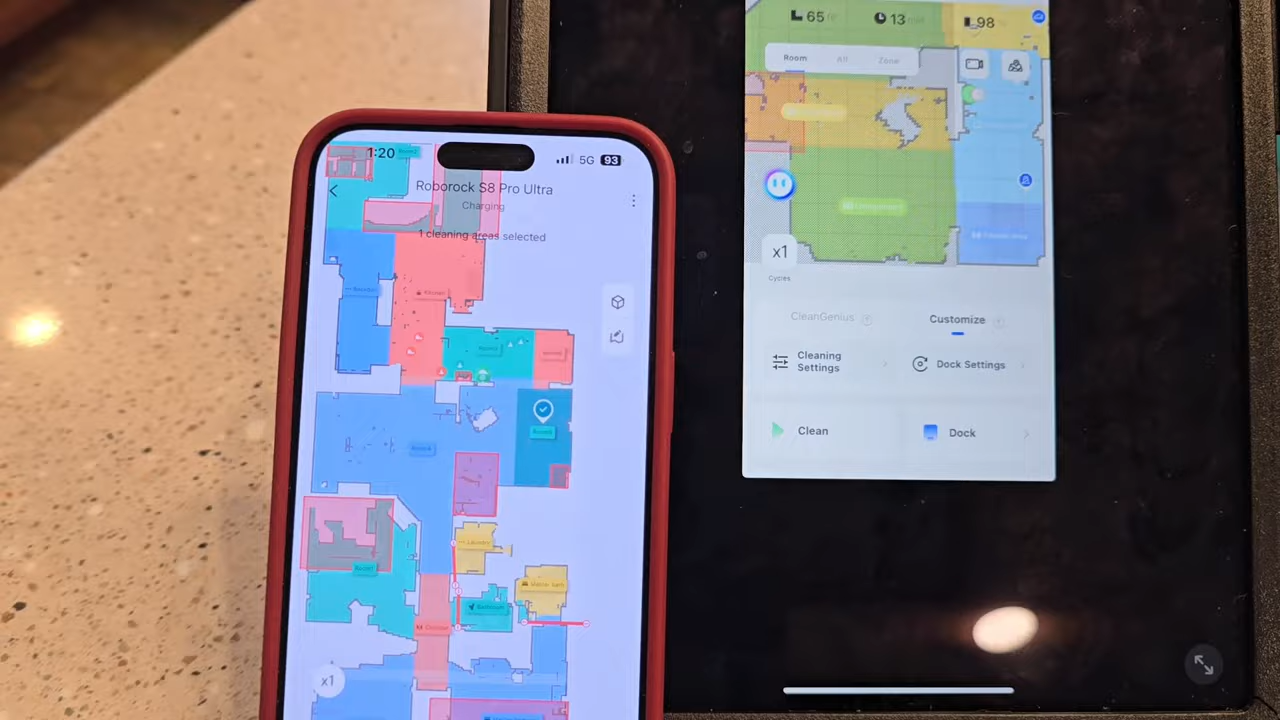 1:20
5G
93
Roborock S8 Pro Ultra
Charging
1 cleaning areas selected
Kitchen
Laundry
Bathroom
x1
65
13
98
Room
All
Zone
x1
Cycles
CleanGenius
Customize
Cleaning
Settings
Dock Settings
Clean
Dock